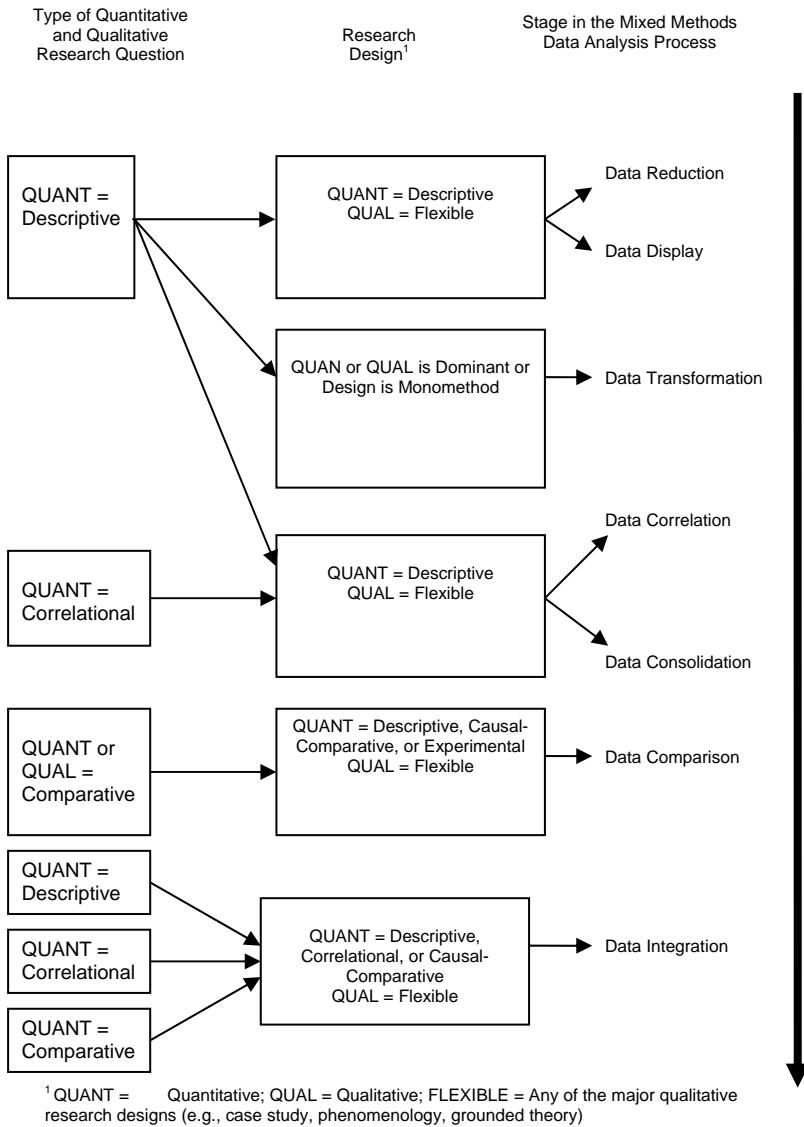 Type of Quantitative
and Qualitative
Research Question
Research
Design1
Stage in the Mixed Methods
Data Analysis Process
QUANT =
Descriptive
QUANT = Descriptive
QUAL = Flexible
Data Reduction
Data Display
QUAN or QUAL is Dominant or
Design is Monomethod
Data Transformation
QUANT =
Correlational
QUANT = Descriptive
QUAL = Flexible
Data Correlation
Data Consolidation
QUANT or
QUAL =
Comparative
QUANT = Descriptive, Causal-
Comparative, or Experimental
QUAL = Flexible
Data Comparison
QUANT =
Descriptive
QUANT =
Correlational
QUANT =
Comparative
QUANT = Descriptive,
Correlational, or Causal-
Comparative
QUAL = Flexible
Data Integration
1 QUANT = Quantitative; QUAL = Qualitative; FLEXIBLE = Any of the major qualitative
research designs (e.g., case study, phenomenology, grounded theory)